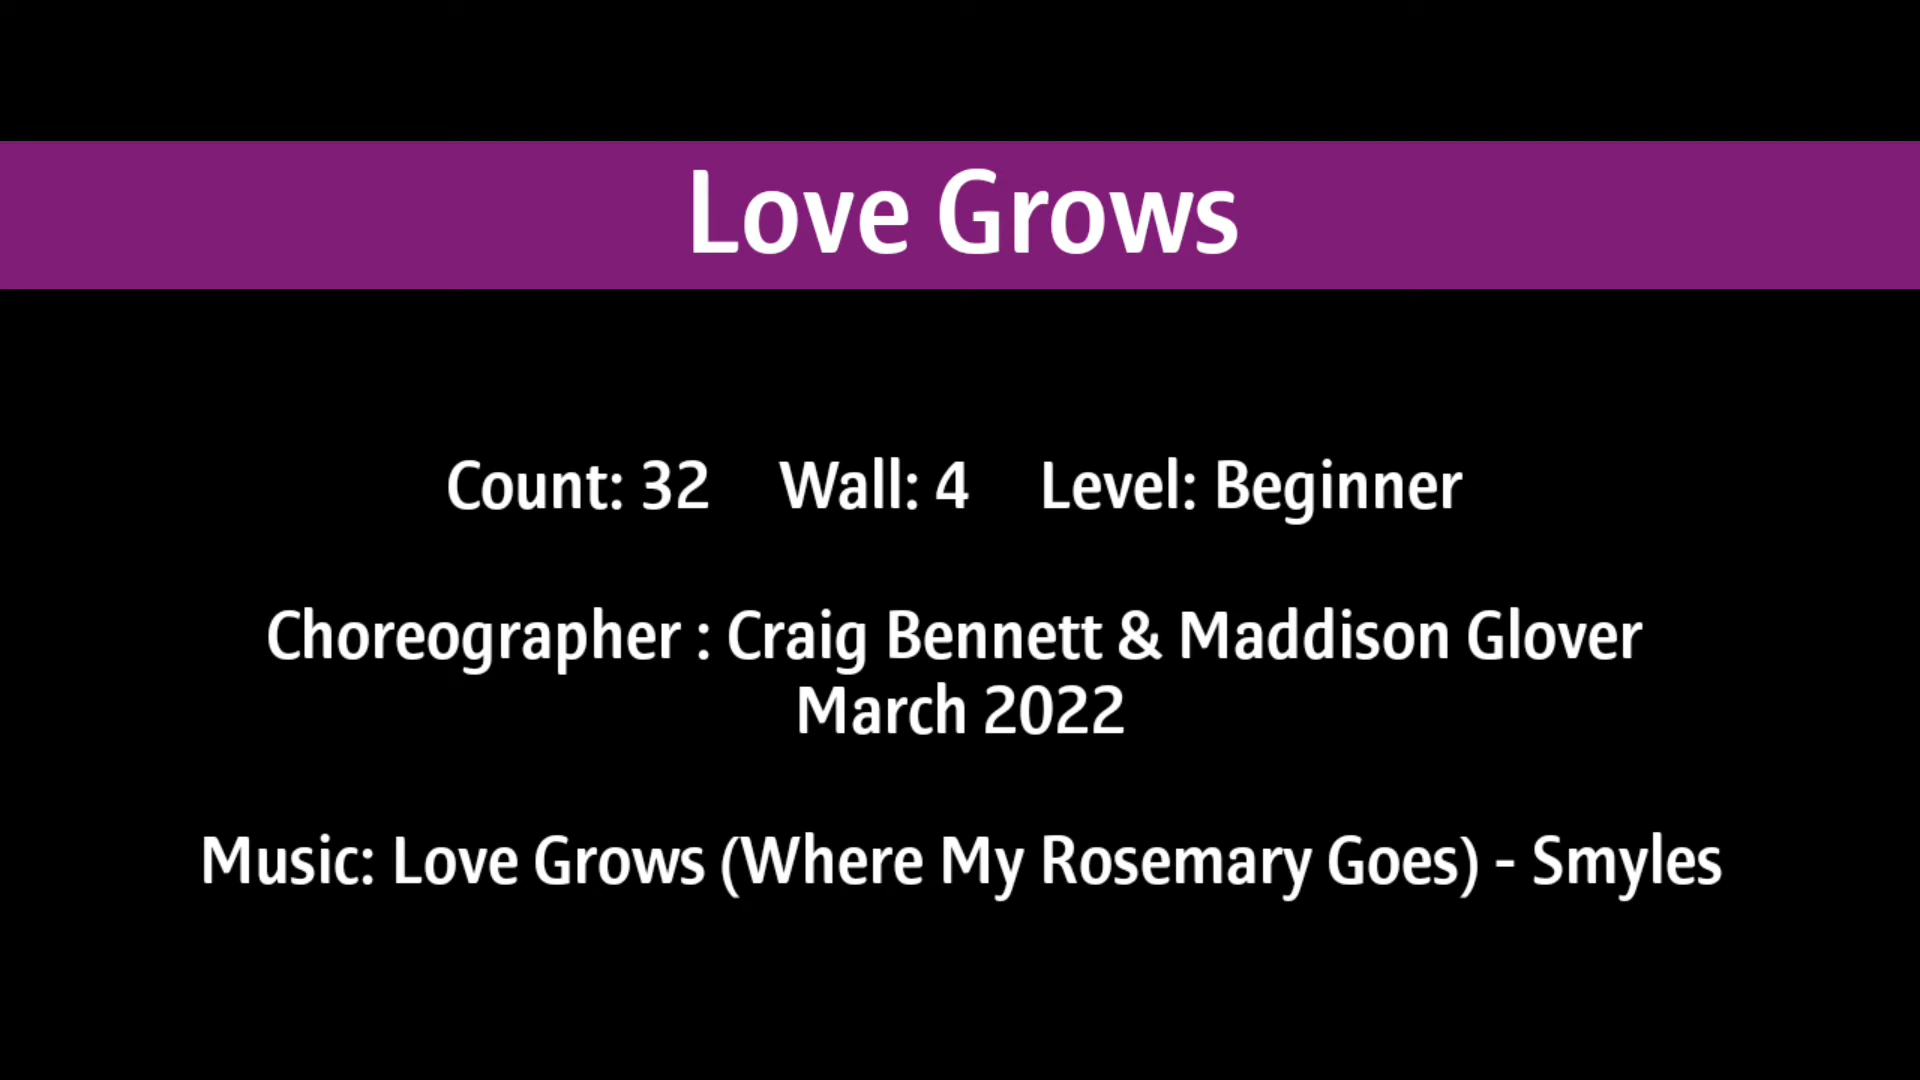 Love Grows
Count: 32 Wall: 4 Level: Beginner
Choreographer : Craig Bennett & Maddison Glover
March 2022
Music: Love Grows (Where My Rosemary Goes) - Smyles